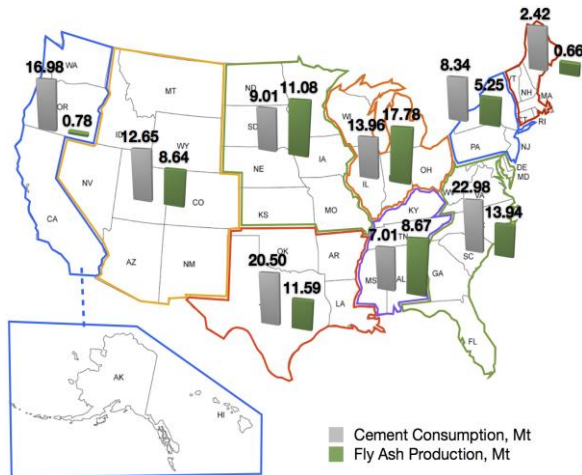 2.42
0.66
16.98
0.78
WA
OR
ID
MT
WY
12.65
8.64
ND
SD
9.01
11.08
WI
13.96
17.78
8.34
5.25
VT
NH
MA
CT
RI
PA
NJ
DE
MD
NV
CA
CO
NE
IA
IL
OH
KS
MO
KY
VA
22.98
13.94
AZ
NM
OK
AR
TN
7.01
8.67
MS
AL
GA
SC
20.50
11.59
LA
FL
AK
HI
Cement Consumption, Mt
Fly Ash Production, Mt